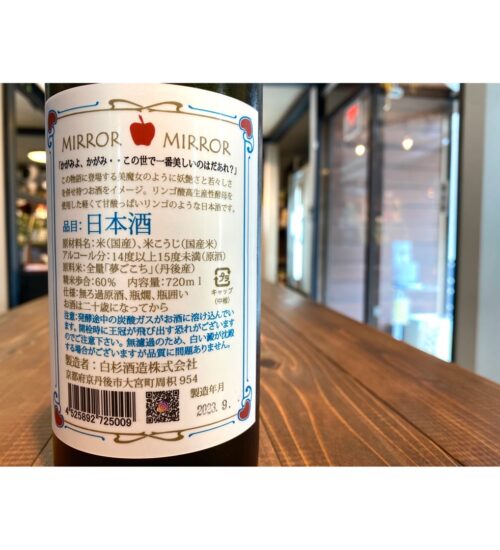 MIRROR MIRROR
「かがみよ、かがみ・・この世で一番美しいのはだあれ？」
この物語に登場する美魔女のように妖艶さと若々しさ
を併せ持つお酒をイメージ。リンゴ酸高生産性酵母を
使用した軽くて甘酸っぱいリンゴのような日本酒です。
品目：日本酒
原材料名：米（国産）、米こうじ（国産米）
アルコール分：14度以上15度未満（原酒）
原料米：全量「夢ごこち」（丹後産）
精米歩合：60%　内容量：720ml
仕様：無ろ過原酒、瓶燗、瓶囲い
お酒は二十歳になってから
キャップ
（中栓）
注意：発酵途中の炭酸ガスがお酒に溶け込んでい
ます。開栓時に王冠が飛び出す恐れがございます
のでご注意下さい。無濾過のため、白い澱が沈殿
する場合がございますが品質に問題ありません。
製造者：白杉酒造株式会社
京都府京丹後市大宮町周枳954
製造年月
2023.9.
4 525892 725009